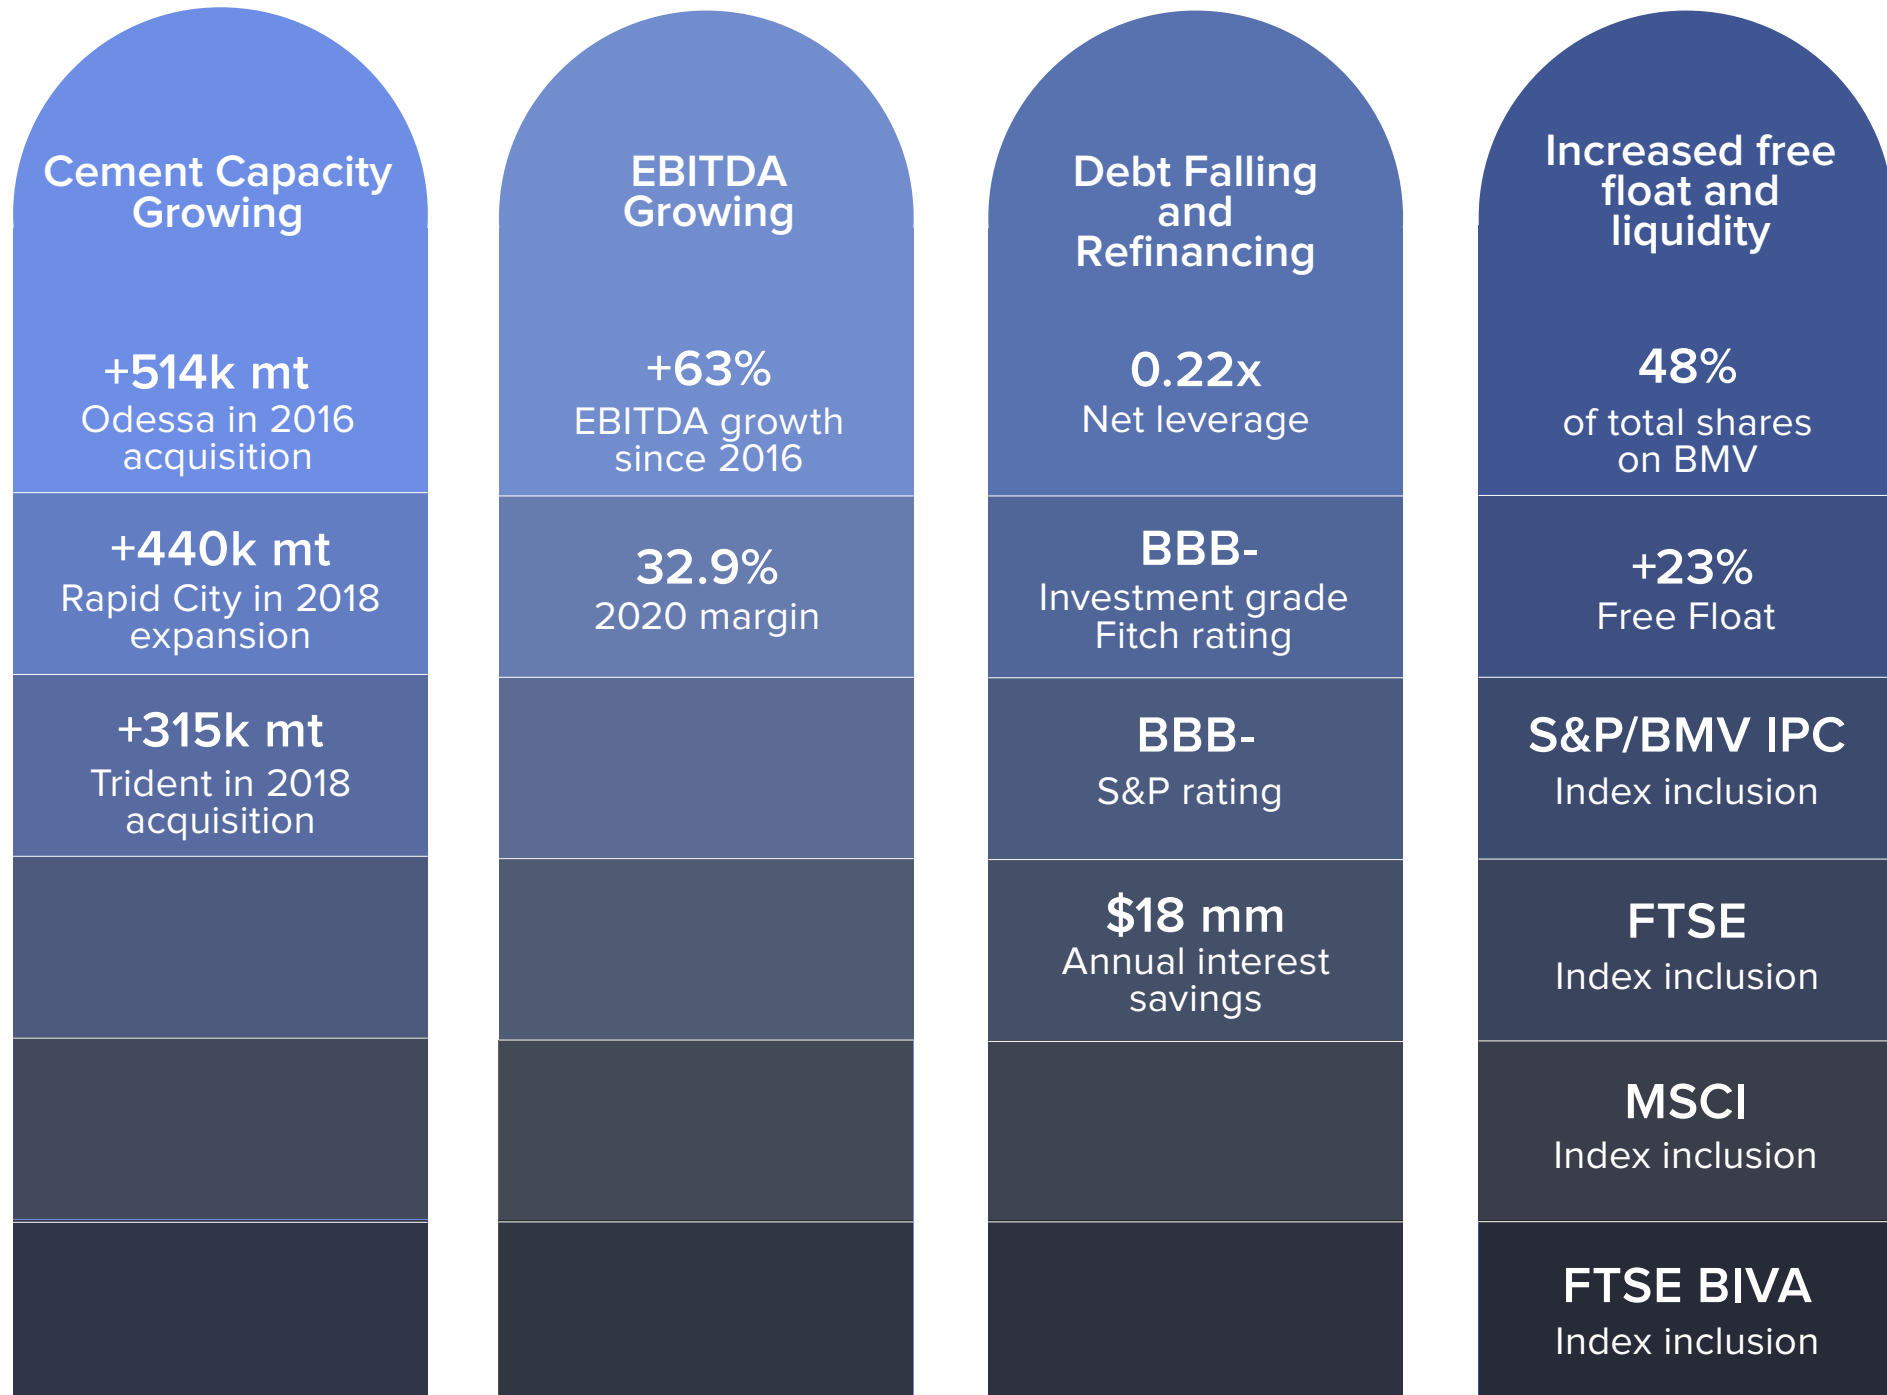 Cement Capacity
Growing
+514k mt
Odessa in 2016
acquisition
+440k mt
Rapid City in 2018
expansion
+315k mt
Trident in 2018
acquisition
EBITDA
Growing
+63%
EBITDA growth
since 2016
32.9%
2020 margin
Debt Falling
and
Refinancing
0.22x
Net leverage
BBB-
Investment grade
Fitch rating
BBB-
S&P rating
$18 mm
Annual interest
savings
Increased free
float and
liquidity
48%
of total shares
on BMV
+23%
Free Float
S&P/BMV IPC
Index inclusion
FTSE
Index inclusion
MSCI
Index inclusion
FTSE BIVA
Index inclusion